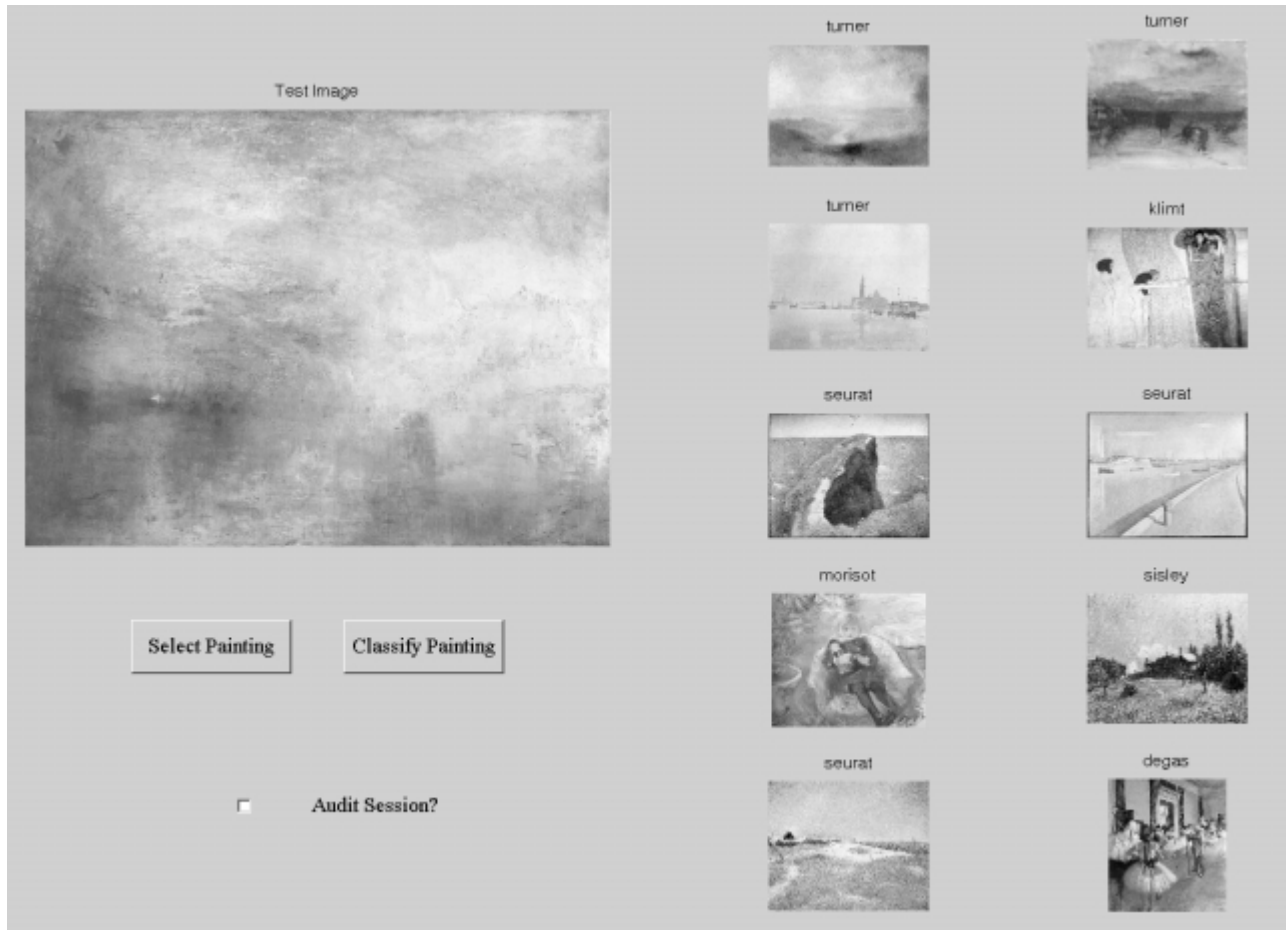 Test Image
Select Painting
Classify Painting
Audit Session?
turner
turner
turner
klimt
seurat
seurat
morisot
sisley
seurat
degas